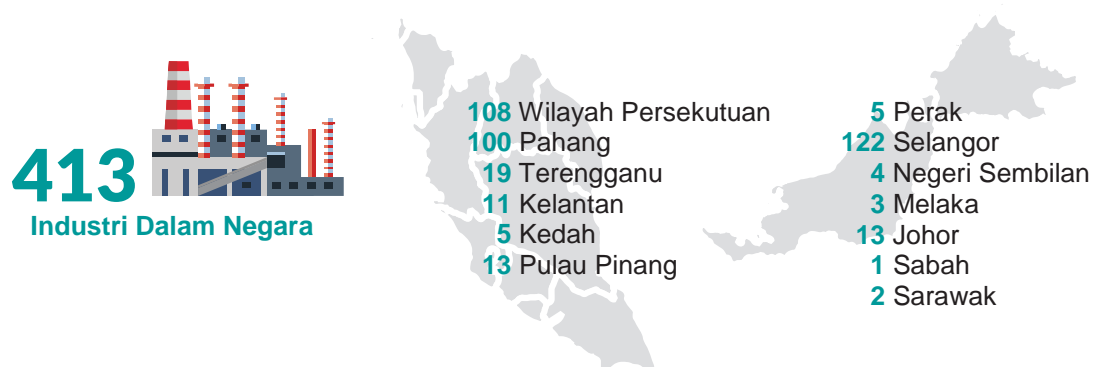 413
Industri Dalam Negara
108 Wilayah Persekutuan
100 Pahang
19 Terengganu
11 Kelantan
5 Kedah
13 Pulau Pinang
5 Perak
122 Selangor
4 Negeri Sembilan
3 Melaka
13 Johor
1 Sabah
2 Sarawak